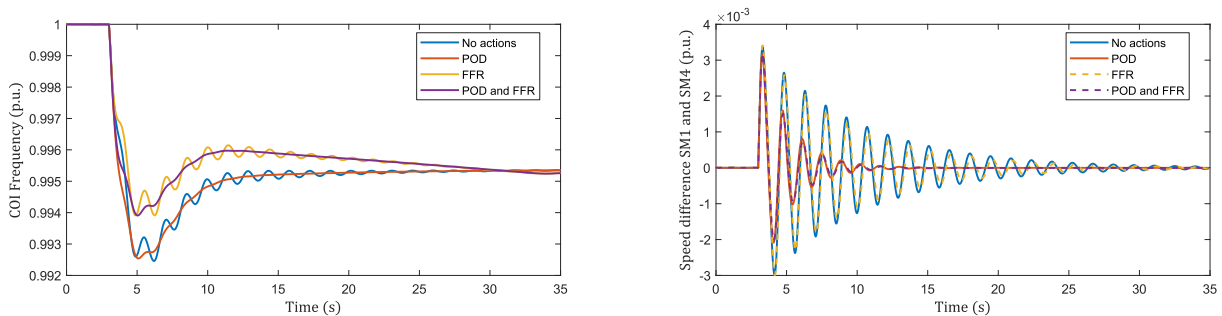 COI Frequency (p.u.)
1
0.999
0.998
0.997
0.996
0.995
0.994
0.993
0.992
No actions
POD
FFR
POD and FFR
0 5 10 15 20 25 30 35
Time (s)
Speed difference SM1 and SM4 (p.u.)
×10⁻³
4
3
2
1
0
-1
-2
-3
No actions
POD
FFR
POD and FFR
0 5 10 15 20 25 30 35
Time (s)